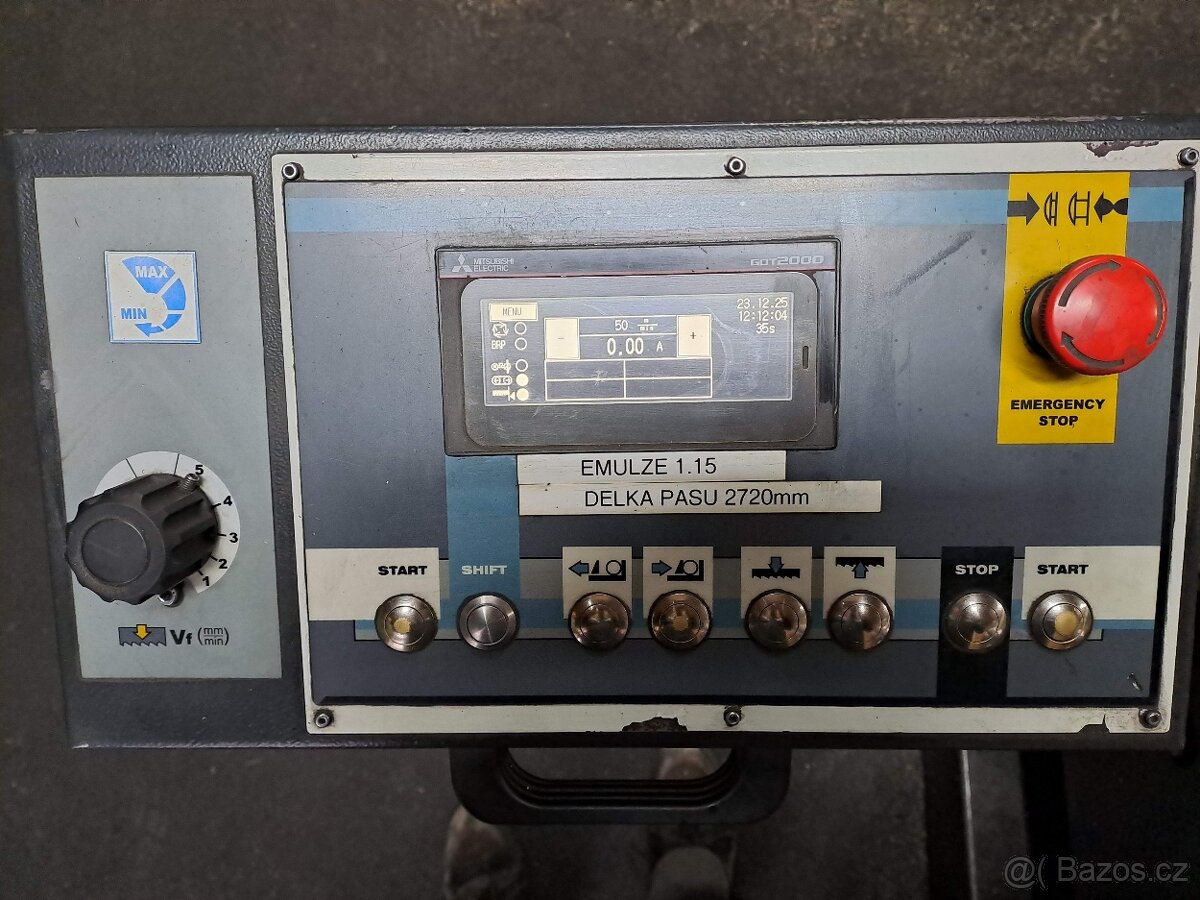 MAX
MIN
5
4
3
2
1
Vf (mm/min)
MITSUBISHI
ELECTRIC
GOT2000
MENU
BRP
50 m/min
0.00 A
- +
23.12.25
12:12:04
35s
EMULZE 1.15
DELKA PASU 2720mm
EMERGENCY
STOP
START SHIFT STOP START
@( Bazos.cz